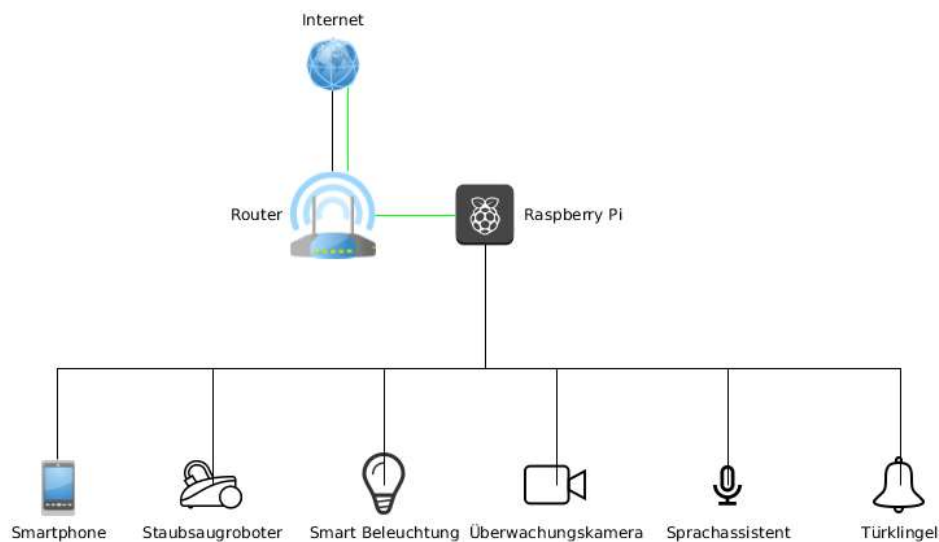 Internet
Router
Raspberry Pi
Smartphone
Staubsaugroboter
Smart Beleuchtung
Überwachungskamera
Sprachassistent
Türklingel